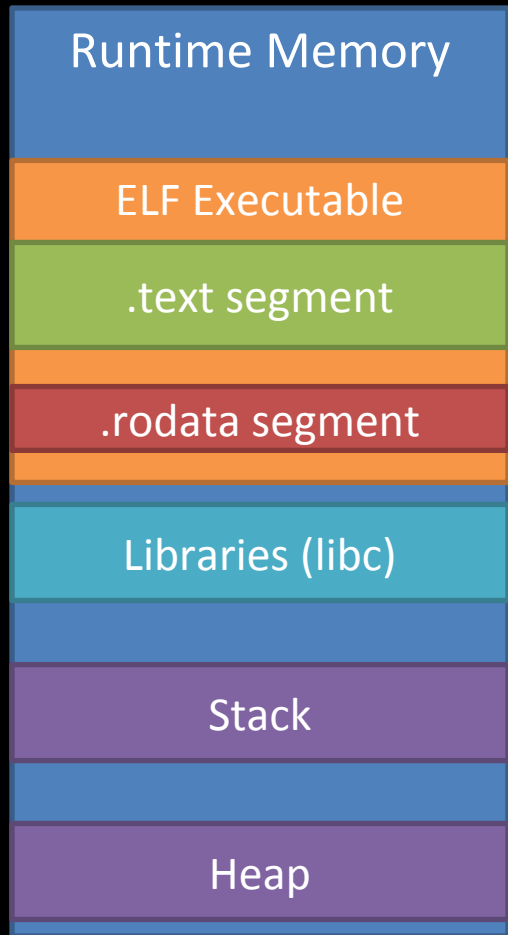 Runtime Memory
ELF Executable
.text segment
.rodata segment
Libraries (libc)
Stack
Heap